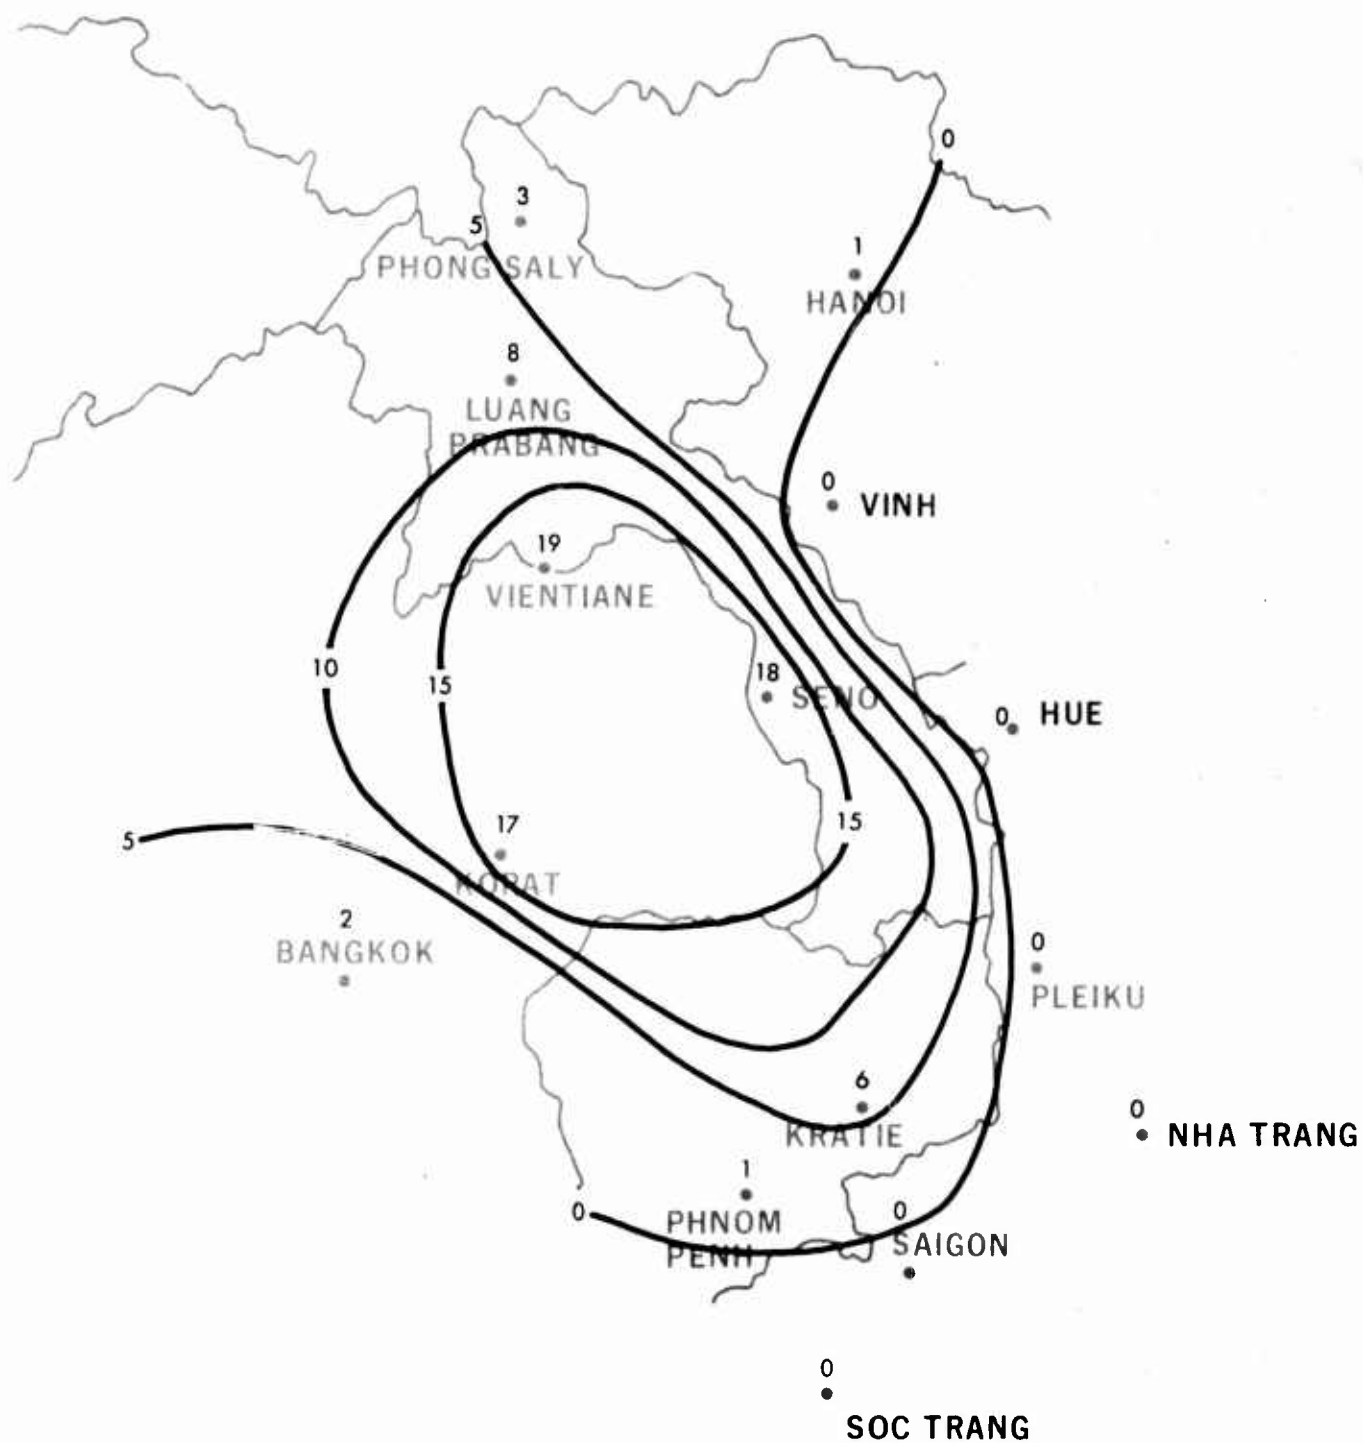 0
3
5
PHONG SALY
1
HANOI
8
LUANG
PRABANG
0
VINH
19
VIENTIANE
10
15
18
SENO
0
HUE
15
17
KORAT
5
2
BANGKOK
0
PLEIKU
6
KRATIE
0
NHA TRANG
1
PHNOM
PENH
0
0
SAIGON
0
SOC TRANG